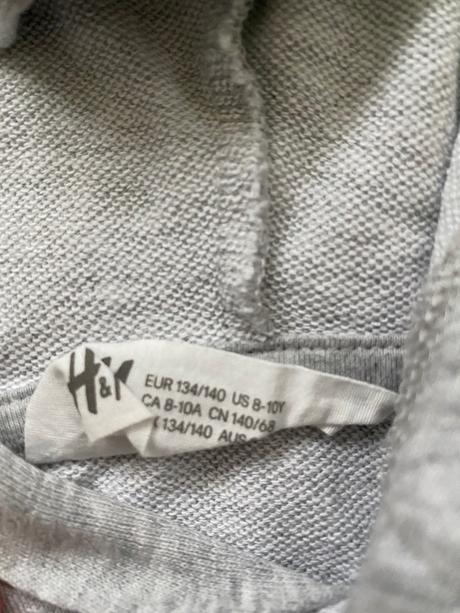 H&M
EUR 134/140 US 8-10Y
CA 8-10A CN 140/68
134/140 AUS